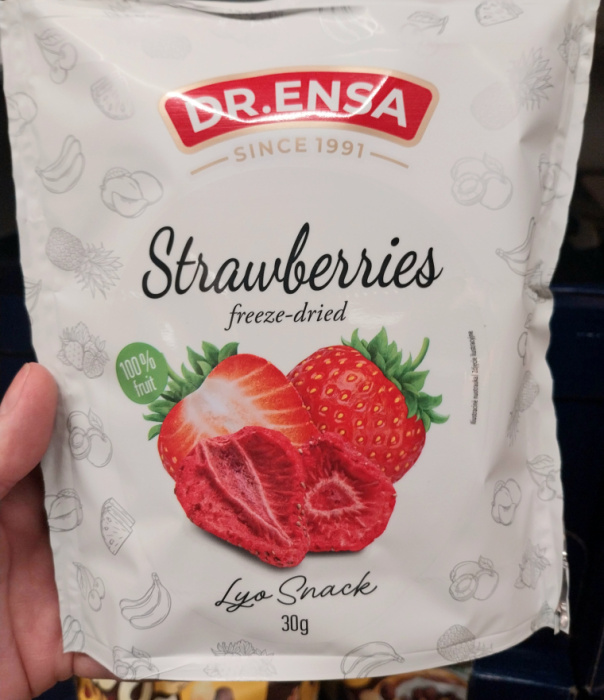 DR.ENSA
SINCE 1991
Strawberries
freeze-dried
100%
fruit
Lyo Snack
30g